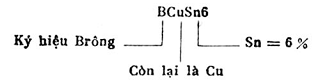 BCuSn6
Ký hiệu Brông Sn = 6 %
Còn lại là Cu